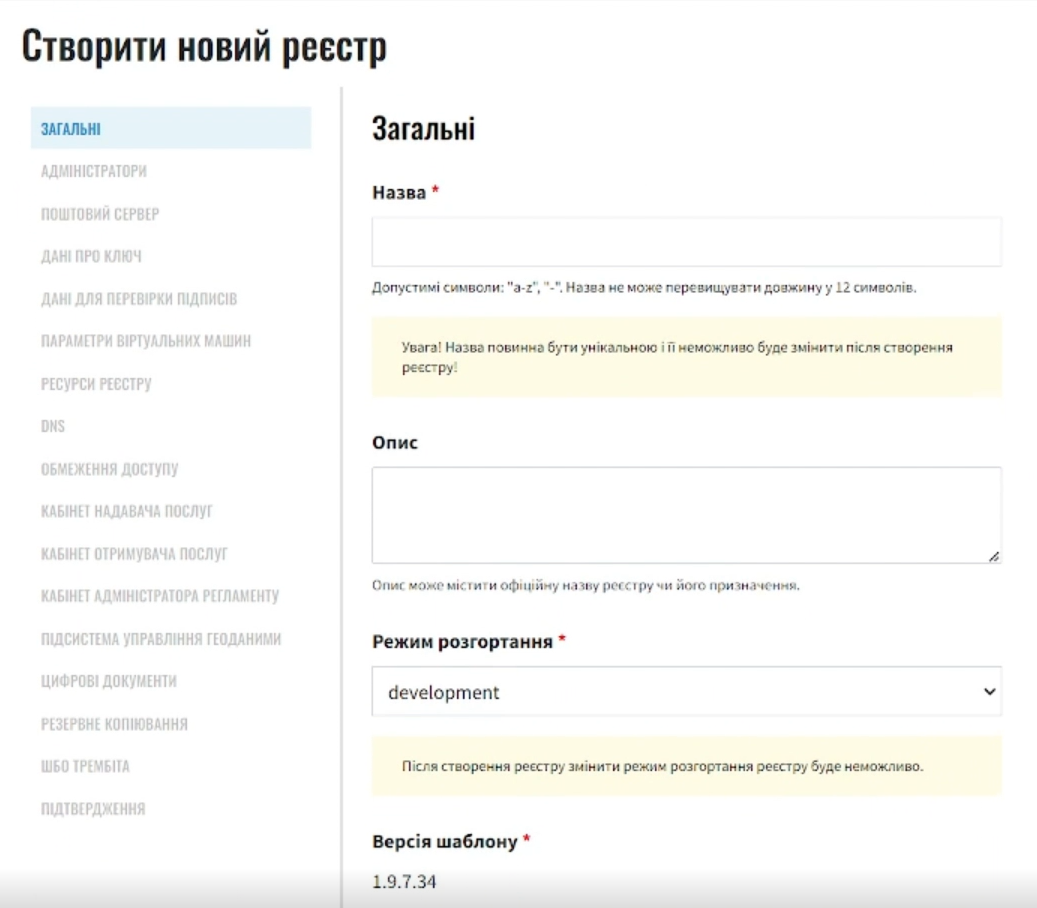 Створити новий реєстр
ЗАГАЛЬНІ
АДМІНІСТРАТОРИ
ПОШТОВИЙ СЕРВЕР
ДАНІ ПРО КЛЮЧ
ДАНІ ДЛЯ ПЕРЕВІРКИ ПІДПИСІВ
ПАРАМЕТРИ ВІРТУАЛЬНИХ МАШИН
РЕСУРСИ РЕЄСТРУ
DNS
ОБМЕЖЕННЯ ДОСТУПУ
КАБІНЕТ НАДАВАЧА ПОСЛУГ
КАБІНЕТ ОТРИМУВАЧА ПОСЛУГ
КАБІНЕТ АДМІНІСТРАТОРА РЕГЛАМЕНТУ
ПІДСИСТЕМА УПРАВЛІННЯ ГЕОДАНИМИ
ЦИФРОВІ ДОКУМЕНТИ
РЕЗЕРВНЕ КОПІЮВАННЯ
ШБО ТРЕМБІТА
ПІДТВЕРДЖЕННЯ
Загальні
Назва *
Допустимі символи: "a-z", "-". Назва не може перевищувати довжину у 12 символів.
Увага! Назва повинна бути унікальною і її неможливо буде змінити після створення
реєстру!
Опис
Опис може містити офіційну назву реєстру чи його призначення.
Режим розгортання *
development
Після створення реєстру змінити режим розгортання реєстру буде неможливо.
Версія шаблону *
1.9.7.34